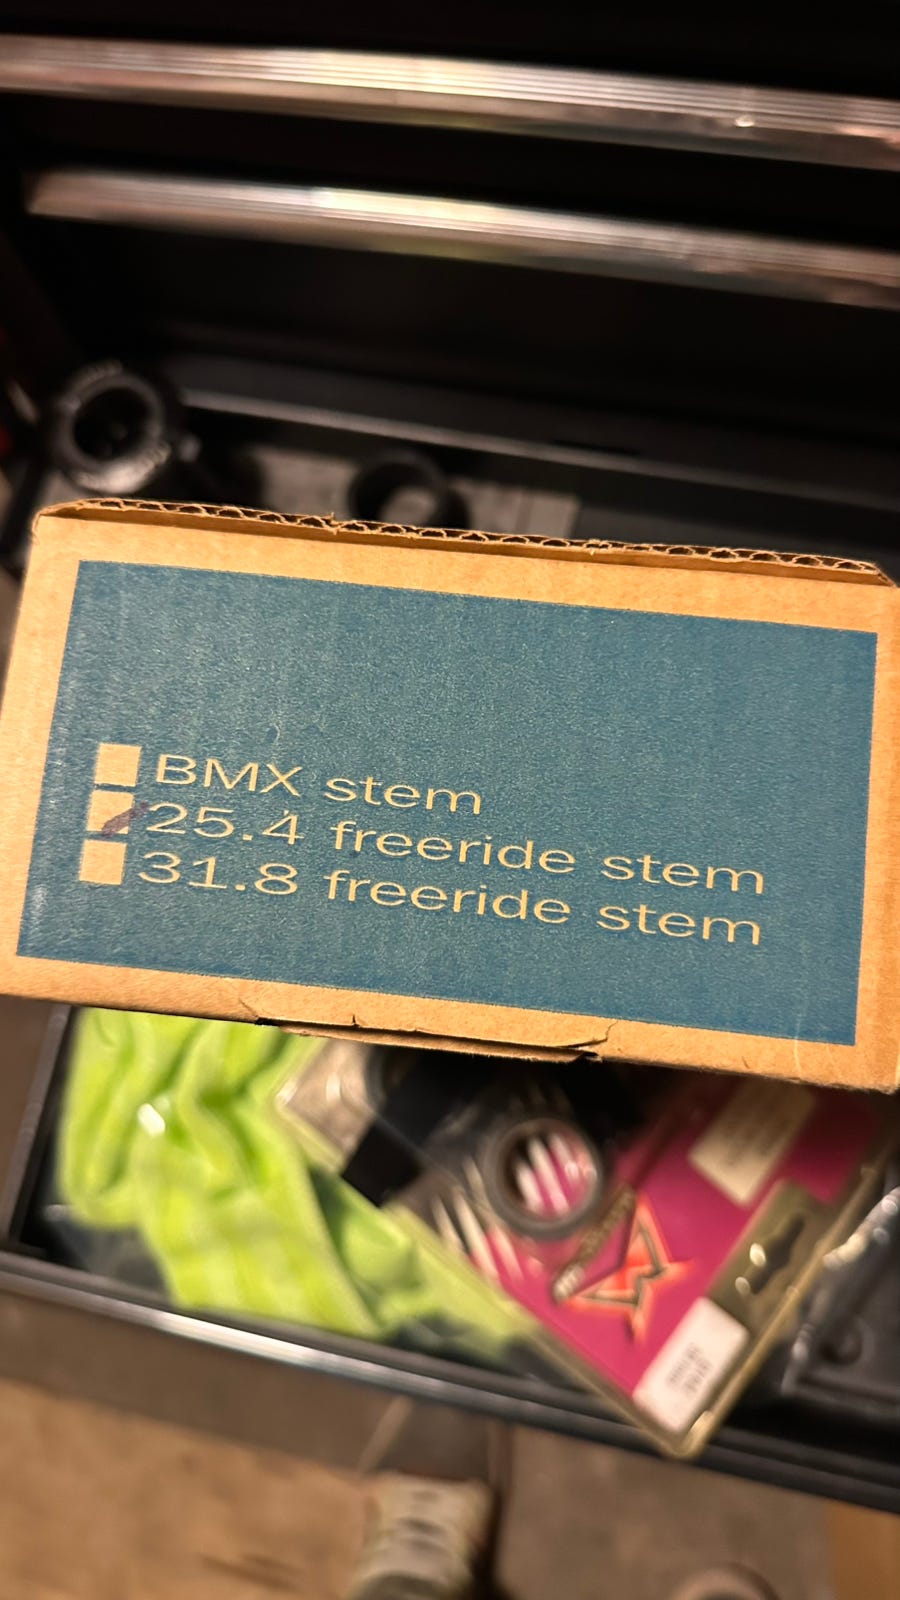 BMX stem
25.4 freeride stem
31.8 freeride stem